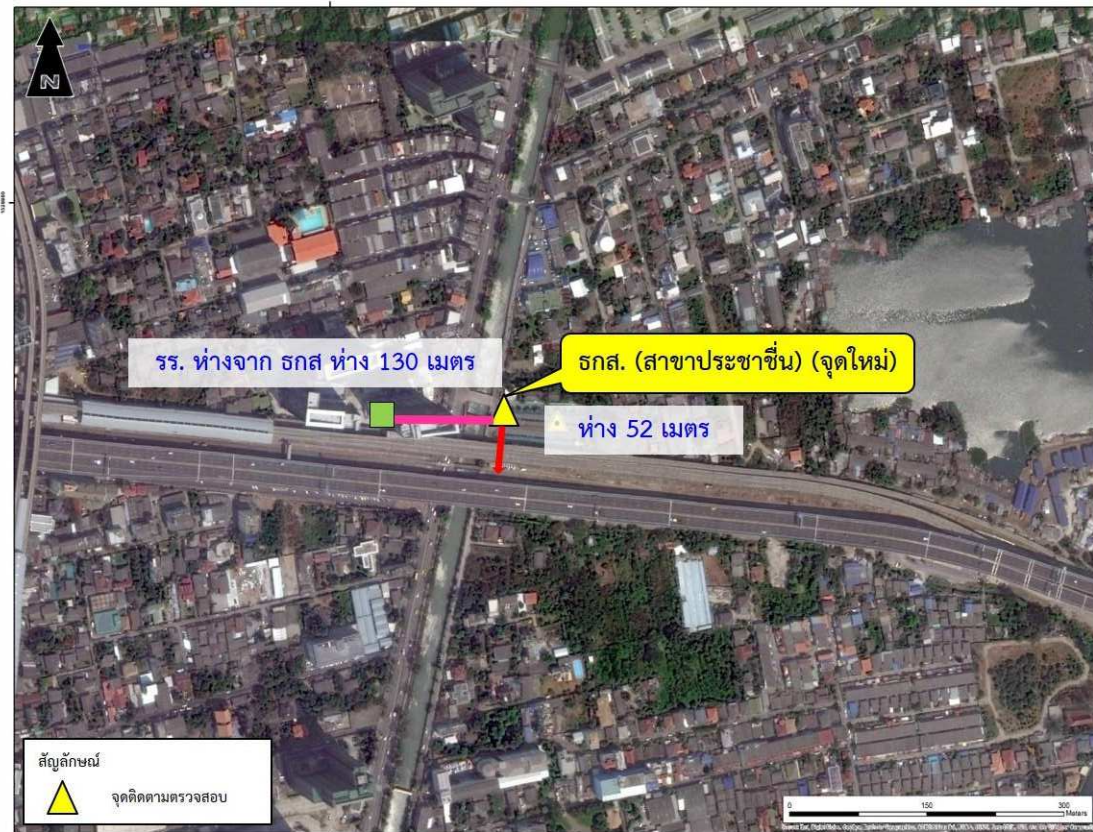 N
รร. ห่างจาก ธกส ห่าง 130 เมตร
ธกส. (สาขาประชาชื่น) (จุดใหม่)
ห่าง 52 เมตร
สัญลักษณ์
จุดติดตามตรวจสอบ
0 150 300
Meters